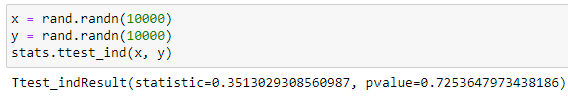 x = rand.randn(10000)
y = rand.randn(10000)
stats.ttest_ind(x, y)
Ttest_indResult(statistic=0.3513029308560987, pvalue=0.7253647973438186)